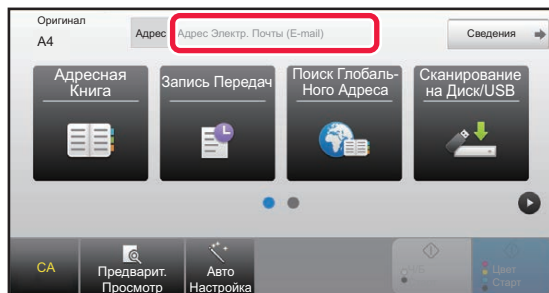 Оригинал
A4
Адрес
Адрес Электр. Почты (E-mail)
Сведения
Адресная
Книга
Запись Передач
Поиск Глобаль-
Ного Адреса
Сканирование
на Диск/USB
CA
Предварит.
Просмотр
Авто
Настройка
Ч/Б
Цвет
Старт